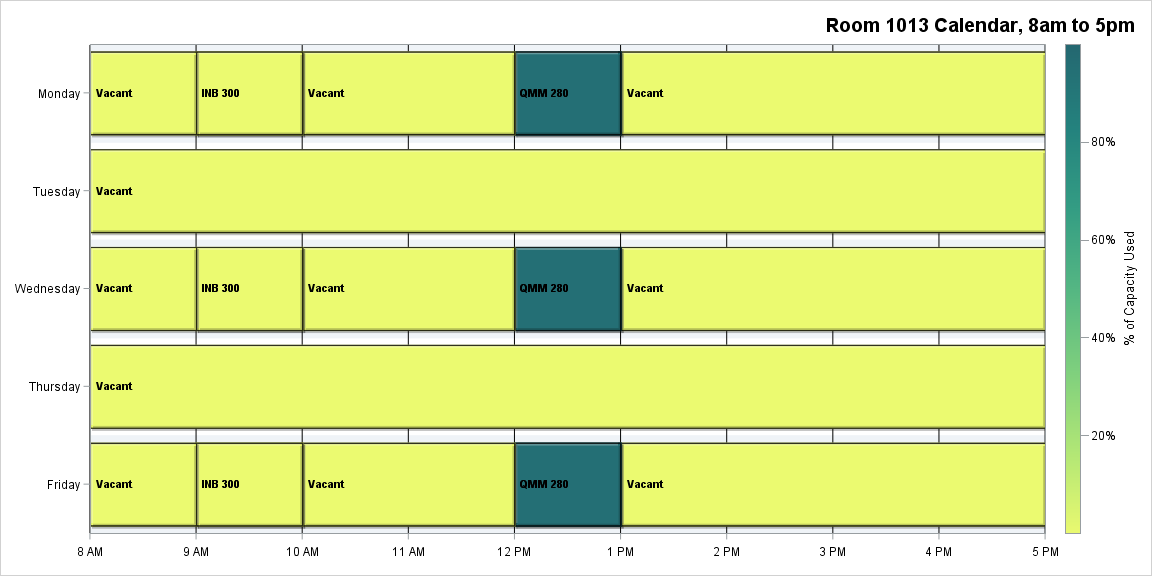 Room 1013 Calendar, 8am to 5pm
Monday
Vacant
INB 300
Vacant
QMM 280
Vacant
Tuesday
Vacant
Wednesday
Vacant
INB 300
Vacant
QMM 280
Vacant
Thursday
Vacant
Friday
Vacant
INB 300
Vacant
QMM 280
Vacant
8 AM
9 AM
10 AM
11 AM
12 PM
1 PM
2 PM
3 PM
4 PM
5 PM
80%
60%
40%
20%
% of Capacity Used